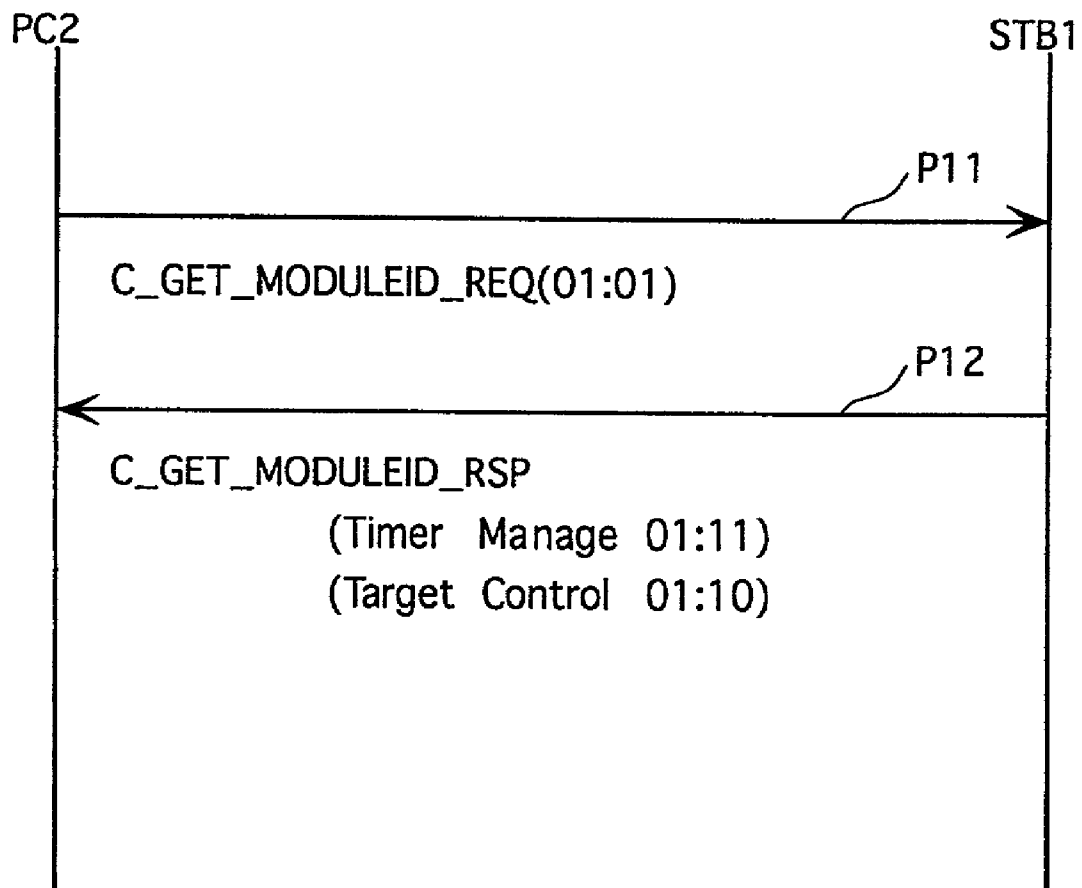 PC2
STB1
P11
C_GET_MODULEID_REQ(01:01)
P12
C_GET_MODULEID_RSP
(Timer Manage 01:11)
(Target Control 01:10)